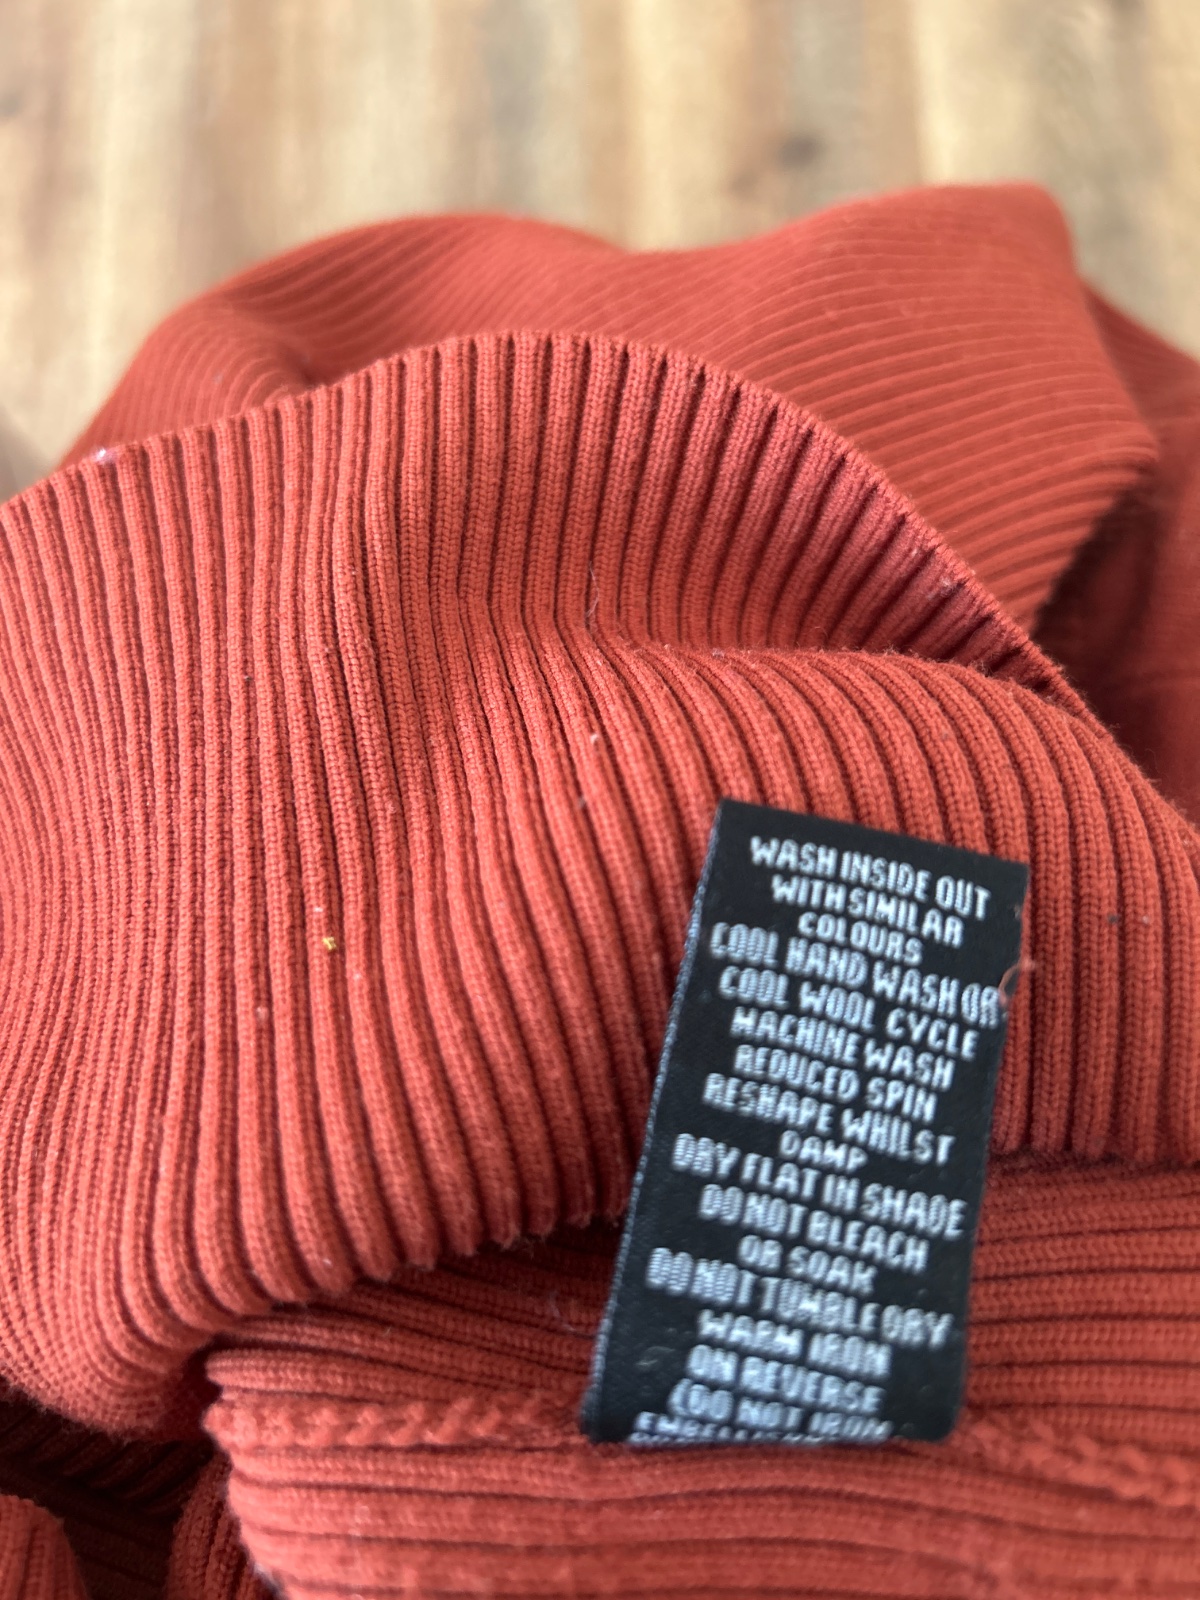 WASH INSIDE OUT
WITH SIMILAR
COLOURS
COOL HAND WASH OR
COOL WOOL CYCLE
MACHINE WASH
REDUCED SPIN
RESHAPE WHILST
DAMP
DRY FLAT IN SHADE
DO NOT BLEACH
OR SOAK
DO NOT TUMBLE DRY
WARM IRON
ON REVERSE
(DO NOT IRON